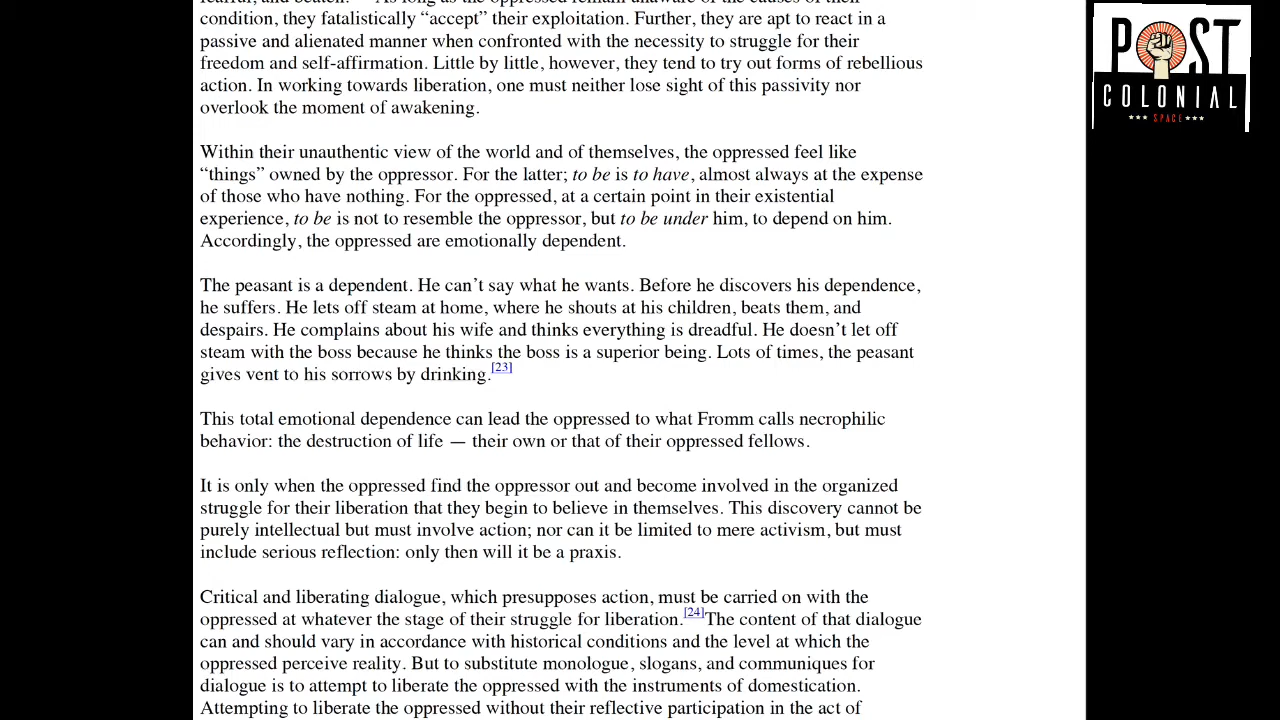 condition, they fatalistically “accept” their exploitation. Further, they are apt to react in a
passive and alienated manner when confronted with the necessity to struggle for their
freedom and self-affirmation. Little by little, however, they tend to try out forms of rebellious
action. In working towards liberation, one must neither lose sight of this passivity nor
overlook the moment of awakening.
Within their unauthentic view of the world and of themselves, the oppressed feel like
“things” owned by the oppressor. For the latter; to be is to have, almost always at the expense
of those who have nothing. For the oppressed, at a certain point in their existential
experience, to be is not to resemble the oppressor, but to be under him, to depend on him.
Accordingly, the oppressed are emotionally dependent.
The peasant is a dependent. He can’t say what he wants. Before he discovers his dependence,
he suffers. He lets off steam at home, where he shouts at his children, beats them, and
despairs. He complains about his wife and thinks everything is dreadful. He doesn’t let off
steam with the boss because he thinks the boss is a superior being. Lots of times, the peasant
gives vent to his sorrows by drinking.[23]
This total emotional dependence can lead the oppressed to what Fromm calls necrophilic
behavior: the destruction of life — their own or that of their oppressed fellows.
It is only when the oppressed find the oppressor out and become involved in the organized
struggle for their liberation that they begin to believe in themselves. This discovery cannot be
purely intellectual but must involve action; nor can it be limited to mere activism, but must
include serious reflection: only then will it be a praxis.
Critical and liberating dialogue, which presupposes action, must be carried on with the
oppressed at whatever the stage of their struggle for liberation.[24]The content of that dialogue
can and should vary in accordance with historical conditions and the level at which the
oppressed perceive reality. But to substitute monologue, slogans, and communiques for
dialogue is to attempt to liberate the oppressed with the instruments of domestication.
Attempting to liberate the oppressed without their reflective participation in the act of
POST
COLONIAL
SPACE